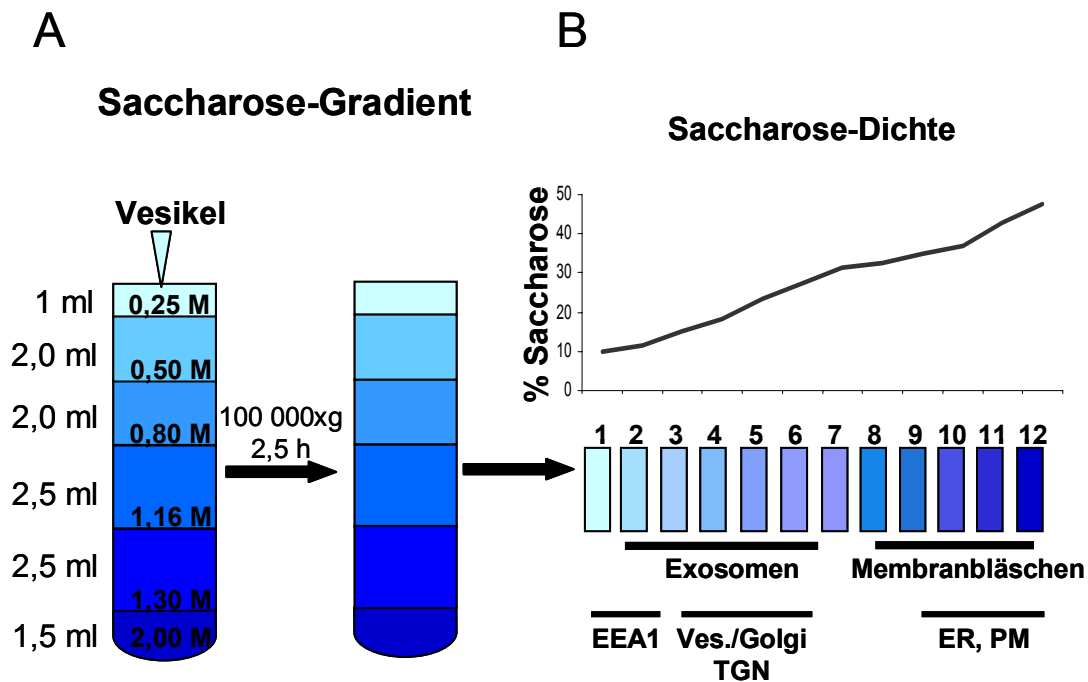 A
Saccharose-Gradient
Vesikel
1 ml
0,25 M
2,0 ml
0,50 M
2,0 ml
0,80 M
2,5 ml
1,16 M
2,5 ml
1,30 M
1,5 ml
2,00 M
100 000xg
2,5 h
B
Saccharose-Dichte
% Saccharose
50
40
30
20
10
0
1 2 3 4 5 6 7 8 9 10 11 12
Exosomen Membranbläschen
EEA1 Ves./Golgi ER, PM
TGN